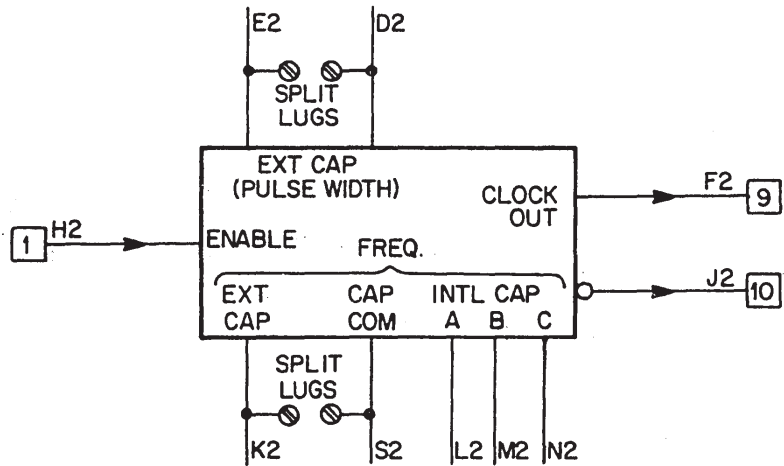 E2 D2
SPLIT
LUGS
EXT CAP
(PULSE WIDTH)
CLOCK
OUT
F2 9
1 H2
ENABLE
FREQ.
J2 10
EXT
CAP
CAP
COM
INTL CAP
A B C
SPLIT
LUGS
K2 S2 L2 M2 N2